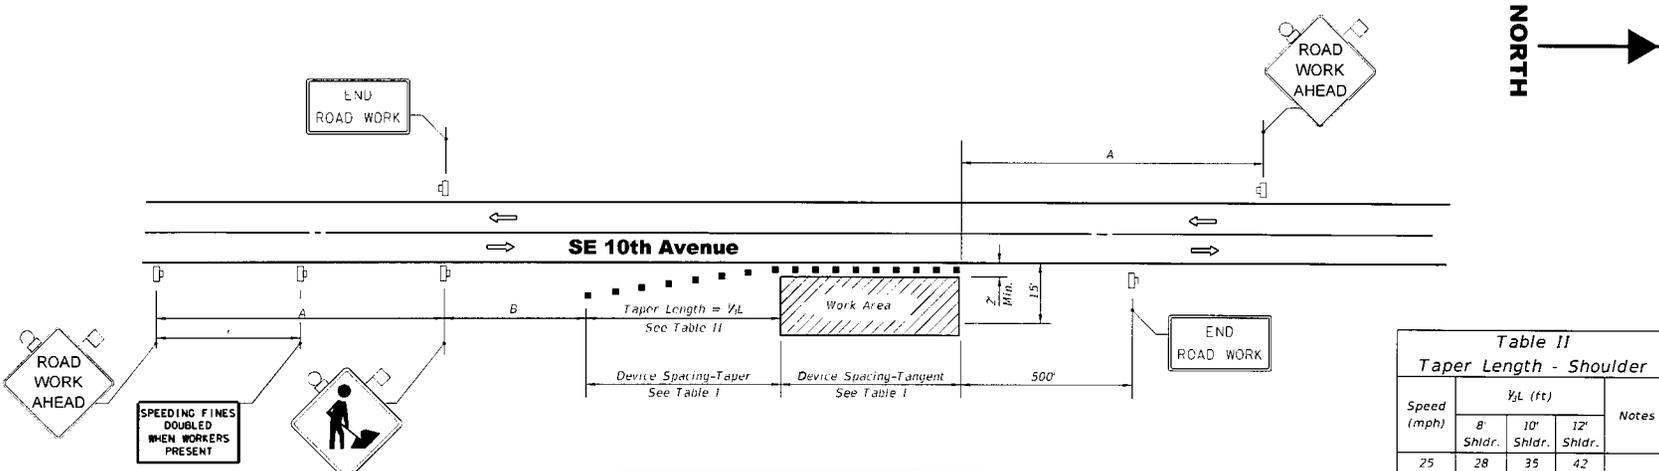 NORTH
ROAD
WORK
AHEAD
END
ROAD WORK
A
SE 10th Avenue
2'
Min.
15'
A
B
Taper Length = ⅓L
See Table II
Work Area
END
ROAD WORK
ROAD
WORK
AHEAD
SPEEDING FINES
DOUBLED
WHEN WORKERS
PRESENT
Device Spacing-Taper
See Table I
Device Spacing-Tangent
See Table I
500'
Table II
Taper Length - Shoulder
Speed
(mph)
⅓L (ft)
Notes
8'
Shldr.
10'
Shldr.
12'
Shldr.
25 28 35 42